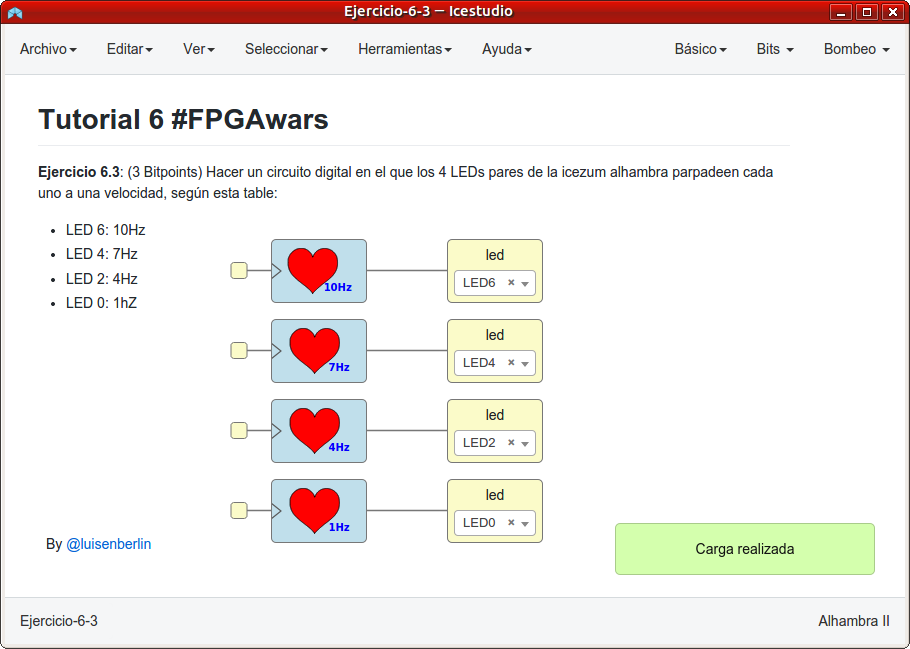 Ejercicio-6-3 — Icestudio
Archivo Editar Ver Seleccionar Herramientas Ayuda Básico Bits Bombeo
Tutorial 6 #FPGAwars
Ejercicio 6.3: (3 Bitpoints) Hacer un circuito digital en el que los 4 LEDs pares de la icezum alhambra parpadeen cada
uno a una velocidad, según esta table:
LED 6: 10Hz
LED 4: 7Hz
LED 2: 4Hz
LED 0: 1hZ
10Hz
led
LED6
7Hz
led
LED4
4Hz
led
LED2
1Hz
led
LED0
By @luisenberlin
Carga realizada
Ejercicio-6-3 Alhambra II